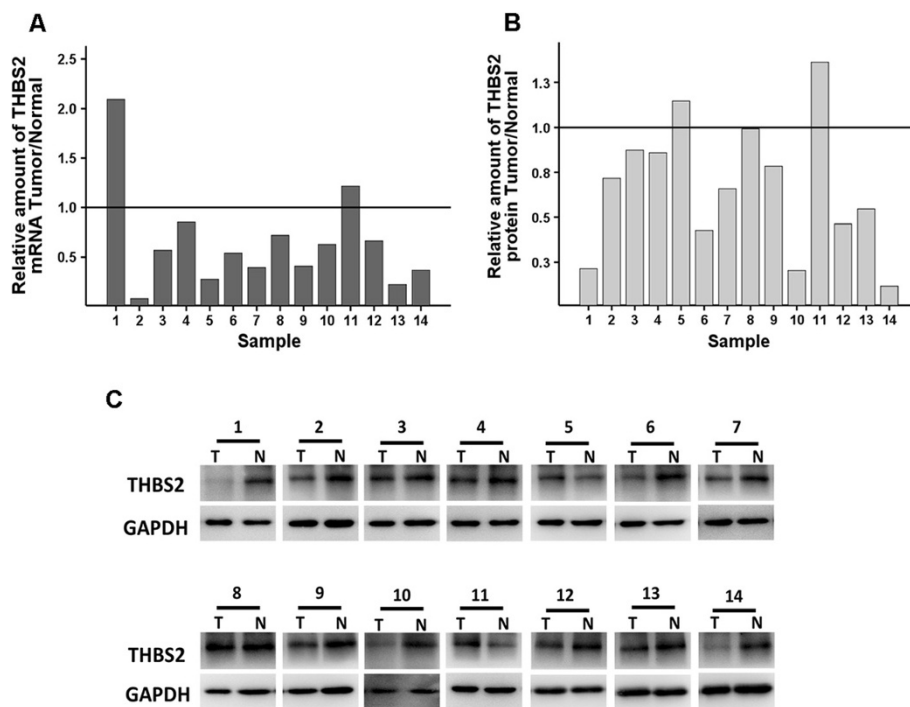 A
Relative amount of THBS2
mRNA Tumor/Normal
2.5
2.0
1.5
1.0
0.5
1 2 3 4 5 6 7 8 9 10 11 12 13 14
Sample
B
Relative amount of THBS2
protein Tumor/Normal
1.3
1.0
0.8
0.5
0.3
1 2 3 4 5 6 7 8 9 10 11 12 13 14
Sample
C
1 2 3 4 5 6 7
T N T N T N T N T N T N T N
THBS2
GAPDH
8 9 10 11 12 13 14
T N T N T N T N T N T N T N
THBS2
GAPDH